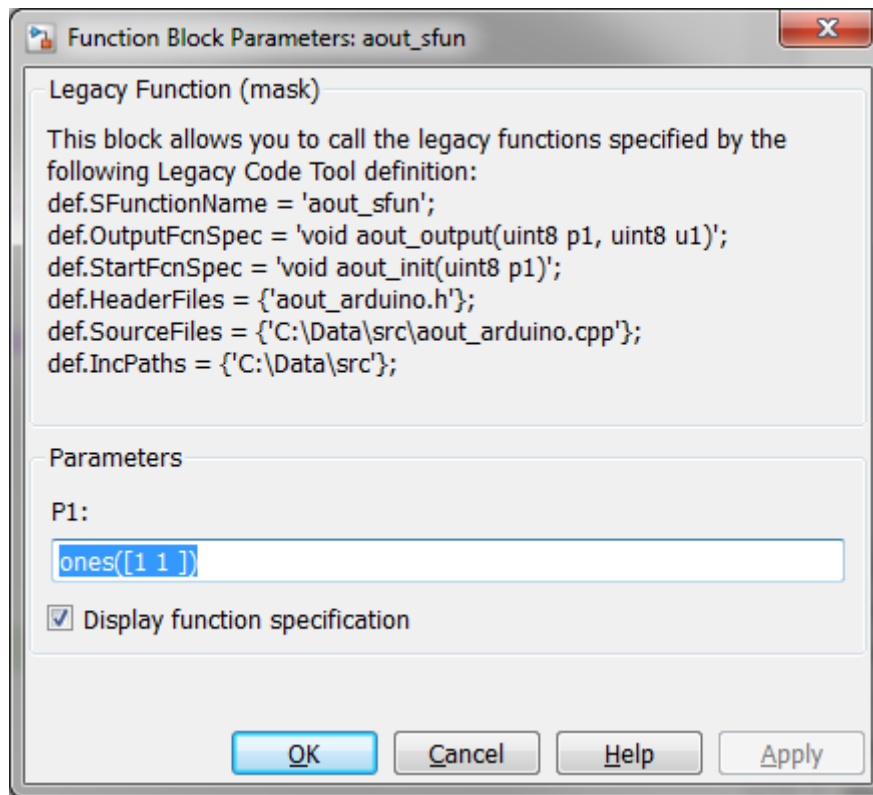 Function Block Parameters: aout_sfun
Legacy Function (mask)
This block allows you to call the legacy functions specified by the
following Legacy Code Tool definition:
def.SFunctionName = 'aout_sfun';
def.OutputFcnSpec = 'void aout_output(uint8 p1, uint8 u1)';
def.StartFcnSpec = 'void aout_init(uint8 p1)';
def.HeaderFiles = {'aout_arduino.h'};
def.SourceFiles = {'C:\Data\src\aout_arduino.cpp'};
def.IncPaths = {'C:\Data\src'};
Parameters
P1:
ones([1 1 ])
Display function specification
OK Cancel Help Apply